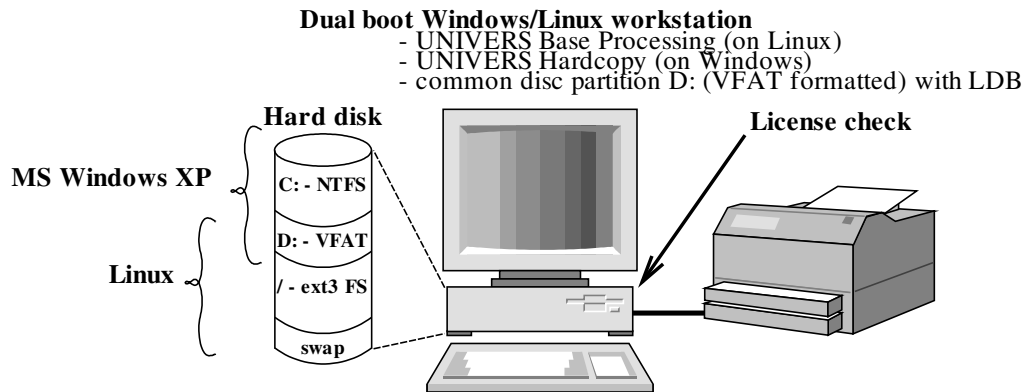 Dual boot Windows/Linux workstation
- UNIVERS Base Processing (on Linux)
- UNIVERS Hardcopy (on Windows)
- common disc partition D: (VFAT formatted) with LDB
Hard disk
License check
MS Windows XP
C: - NTFS
D: - VFAT
Linux
/ - ext3 FS
swap